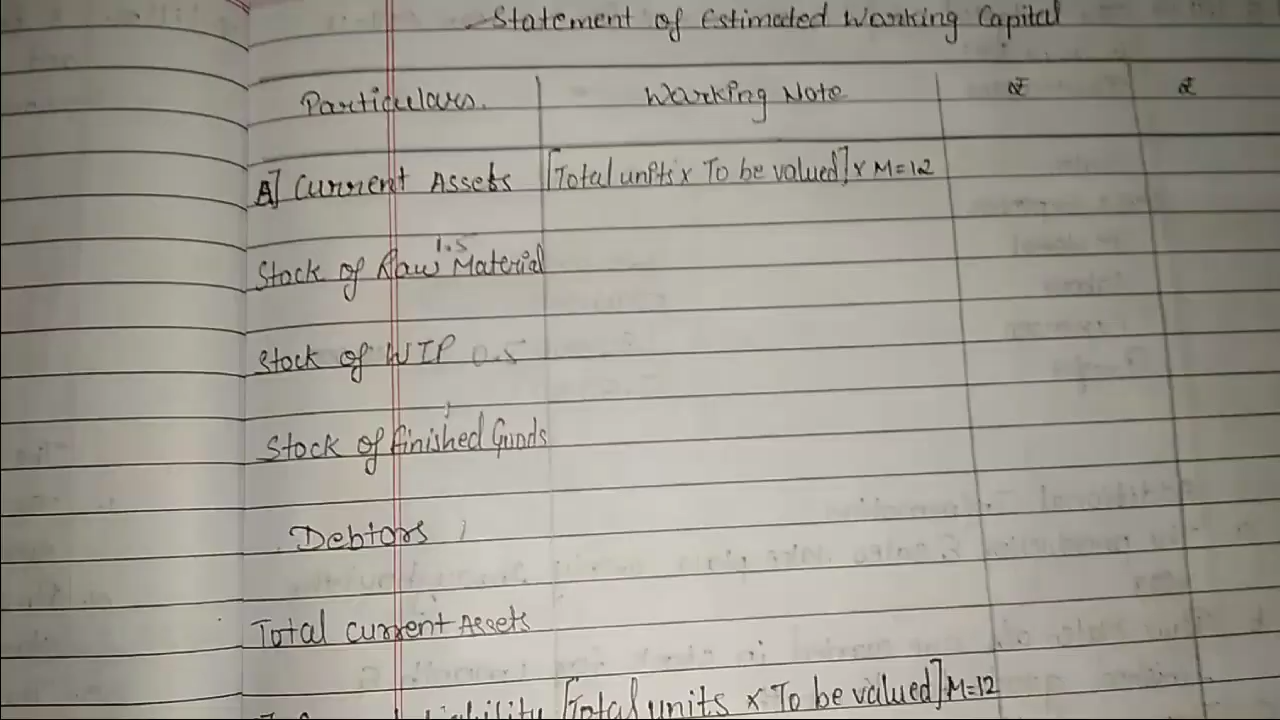 Statement of Estimated Working Capital
Particulars. Working Note ₹ ₹
A] Current Assets [Total units x To be valued] x M=12
1.5
Stock of Raw Material
Stock of WIP 0.5
1
Stock of finished Goods
Debtors 1
Total current Assets
[Total units x To be valued] M=12